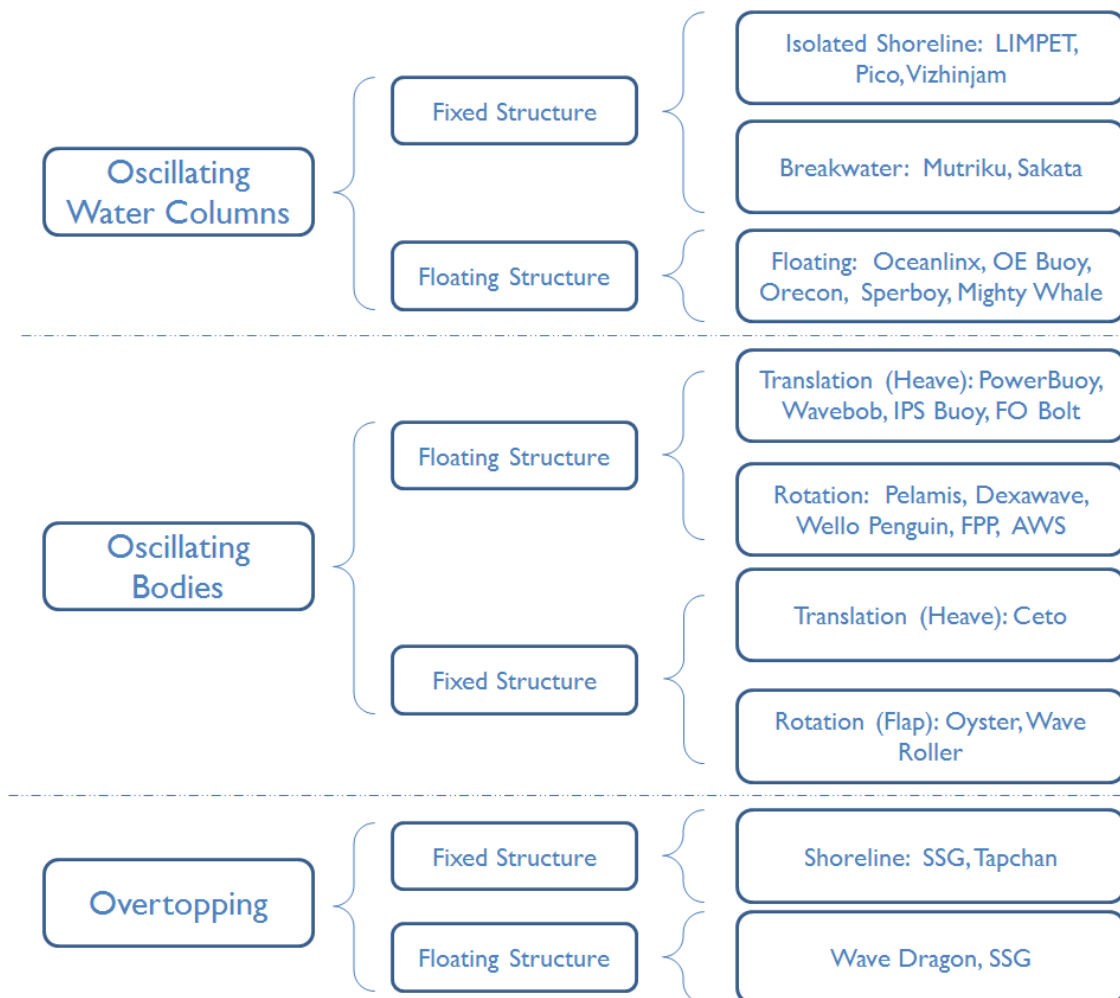 Isolated Shoreline: LIMPET,
Pico, Vizhinjam
Fixed Structure
Breakwater: Mutriku, Sakata
Oscillating
Water Columns
Floating Structure
Floating: Oceanlinx, OE Buoy,
Orecon, Sperboy, Mighty Whale
Translation (Heave): PowerBuoy,
Wavebob, IPS Buoy, FO Bolt
Floating Structure
Rotation: Pelamis, Dexawave,
Wello Penguin, FPP, AWS
Oscillating
Bodies
Translation (Heave): Ceto
Fixed Structure
Rotation (Flap): Oyster, Wave
Roller
Fixed Structure
Shoreline: SSG, Tapchan
Overtopping
Floating Structure
Wave Dragon, SSG